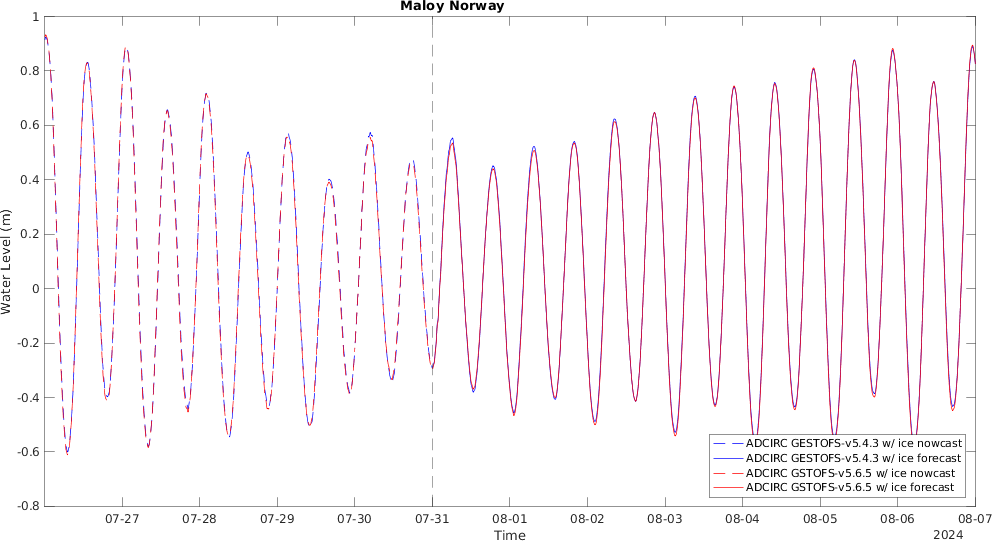 Maloy Norway
Water Level (m)
1
0.8
0.6
0.4
0.2
0
-0.2
-0.4
-0.6
-0.8
ADCIRC GESTOFS-v5.4.3 w/ ice nowcast
ADCIRC GESTOFS-v5.4.3 w/ ice forecast
ADCIRC GSTOFS-v5.6.5 w/ ice nowcast
ADCIRC GSTOFS-v5.6.5 w/ ice forecast
07-27 07-28 07-29 07-30 07-31 08-01 08-02 08-03 08-04 08-05 08-06 08-07
Time
2024